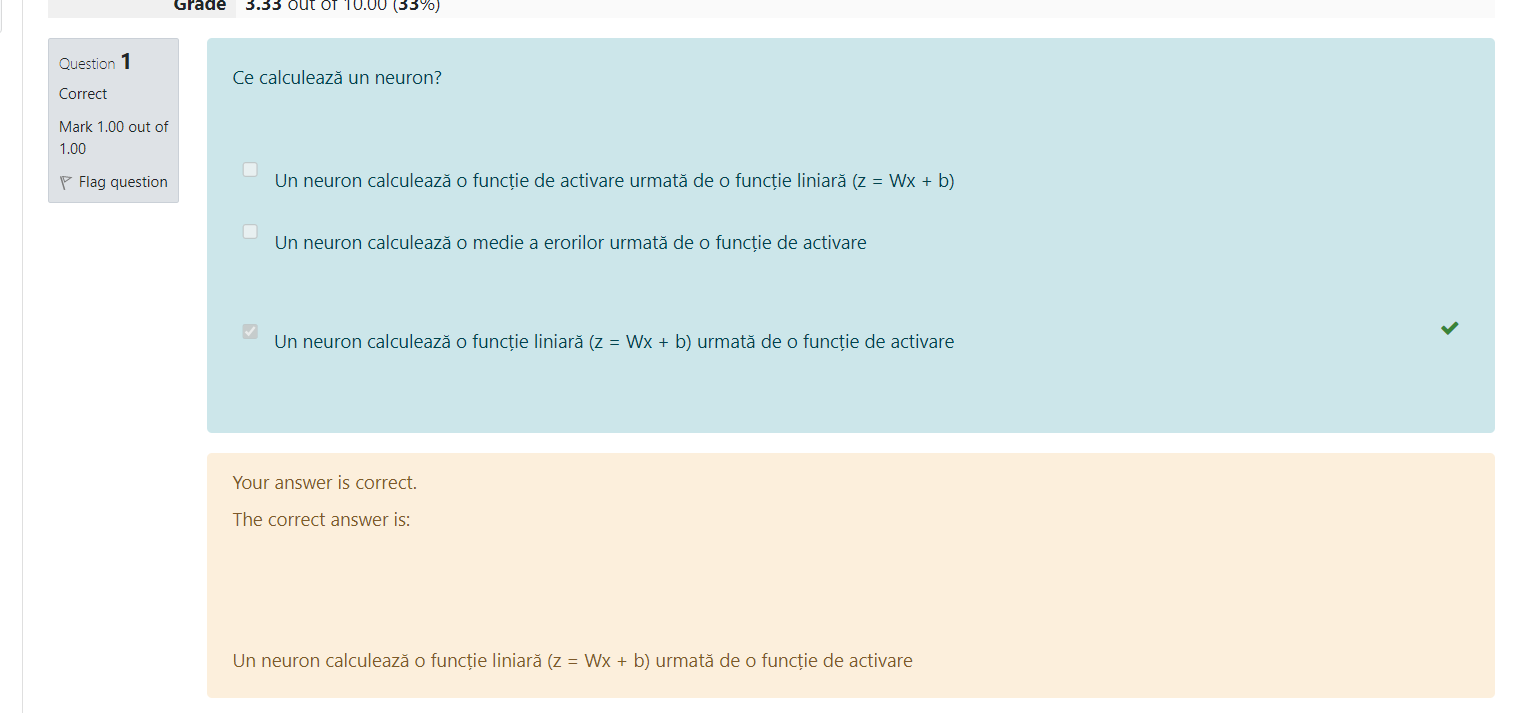 Grade 3.33 out of 10.00 (33%)
Question 1
Correct
Mark 1.00 out of
1.00
Flag question
Ce calculează un neuron?
Un neuron calculează o funcție de activare urmată de o funcție liniară (z = Wx + b)
Un neuron calculează o medie a erorilor urmată de o funcție de activare
Un neuron calculează o funcție liniară (z = Wx + b) urmată de o funcție de activare
Your answer is correct.
The correct answer is:
Un neuron calculează o funcție liniară (z = Wx + b) urmată de o funcție de activare